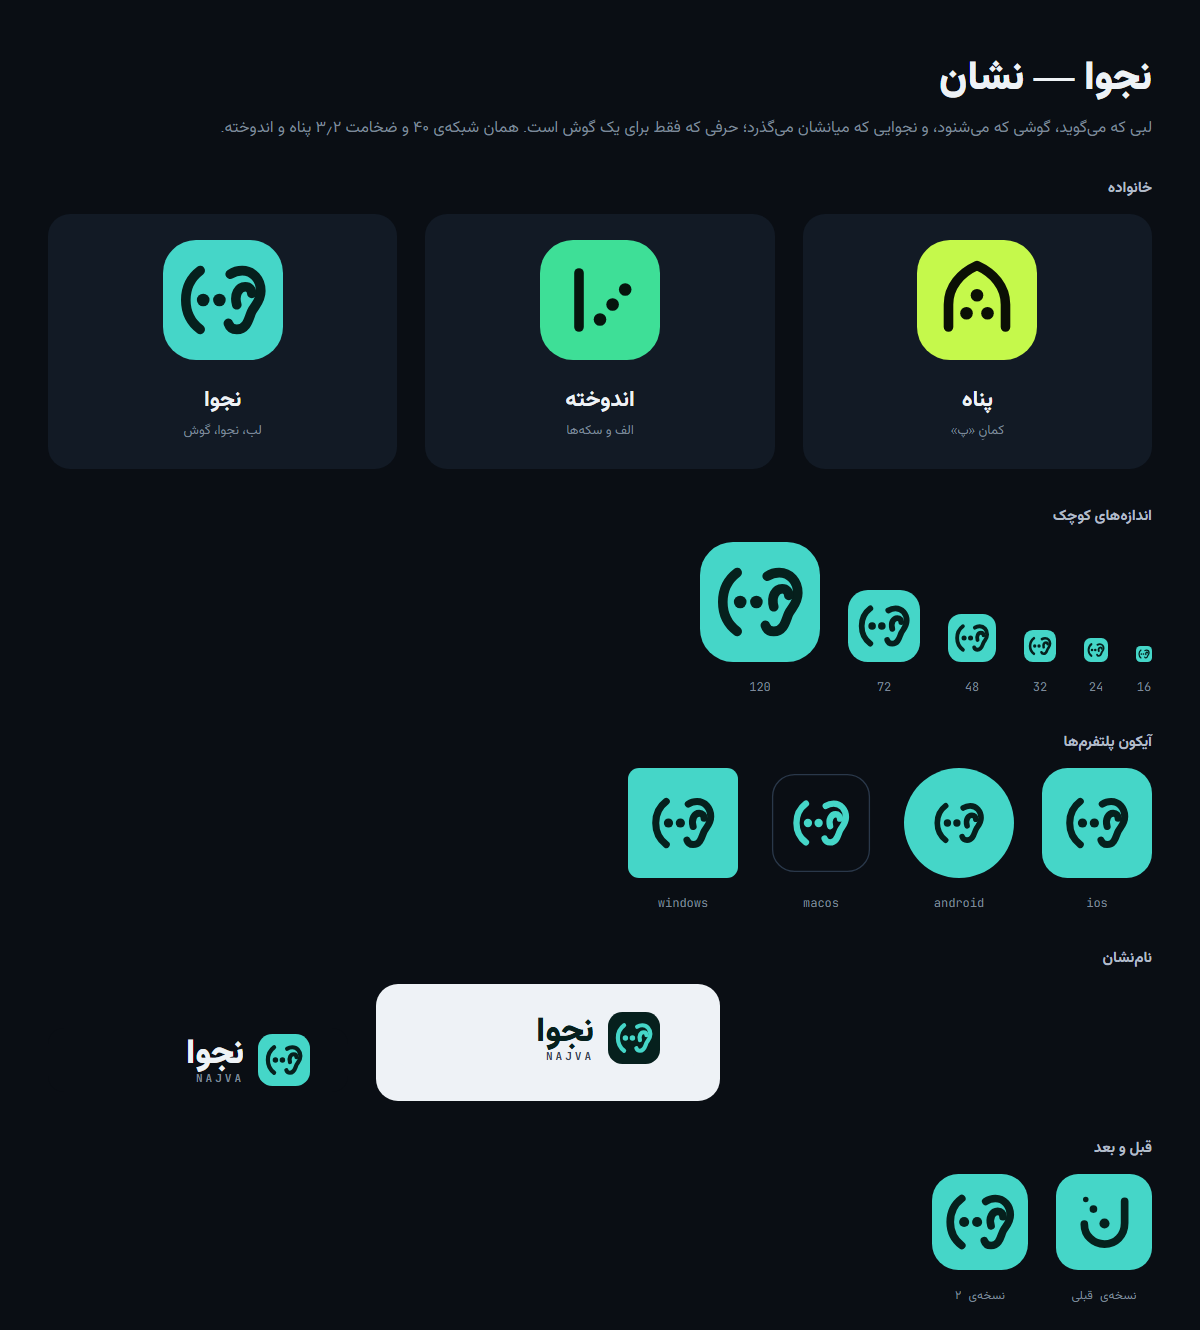 نجوا — نشان
لبی که می‌گوید، گوشی که می‌شنود، و نجوایی که میانشان می‌گذرد؛ حرفی که فقط برای یک گوش است. همان شبکه‌ی ۴۰ و ضخامت ۳٫۲ پناه و اندوخته.
خانواده
پناه
کمانِ «پ»
اندوخته
الف و سکه‌ها
نجوا
لب، نجوا، گوش
اندازه‌های کوچک
16
24
32
48
72
120
آیکون پلتفرم‌ها
ios
android
macos
windows
نام‌نشان
نجوا
NAJVA
نجوا
NAJVA
قبل و بعد
نسخه‌ی قبلی
نسخه‌ی ۲